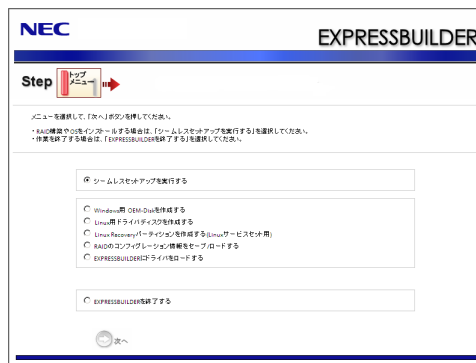 NEC
EXPRESSBUILDER
Step トップメニュー
メニューを選択して、「次へ」ボタンを押してください。
・RAID構築やOSをインストールする場合は、「シームレスセットアップを実行する」を選択してください。
・作業を終了する場合は、「EXPRESSBUILDERを終了する」を選択してください。
シームレスセットアップを実行する
Windows用 OEM-Diskを作成する
Linux用ドライバディスクを作成する
Linux Recoveryパーティションを作成する(Linuxサービスセット用)
RAIDのコンフィグレーション情報をセーブ/ロードする
EXPRESSBUILDERにドライバをロードする
EXPRESSBUILDERを終了する
次へ